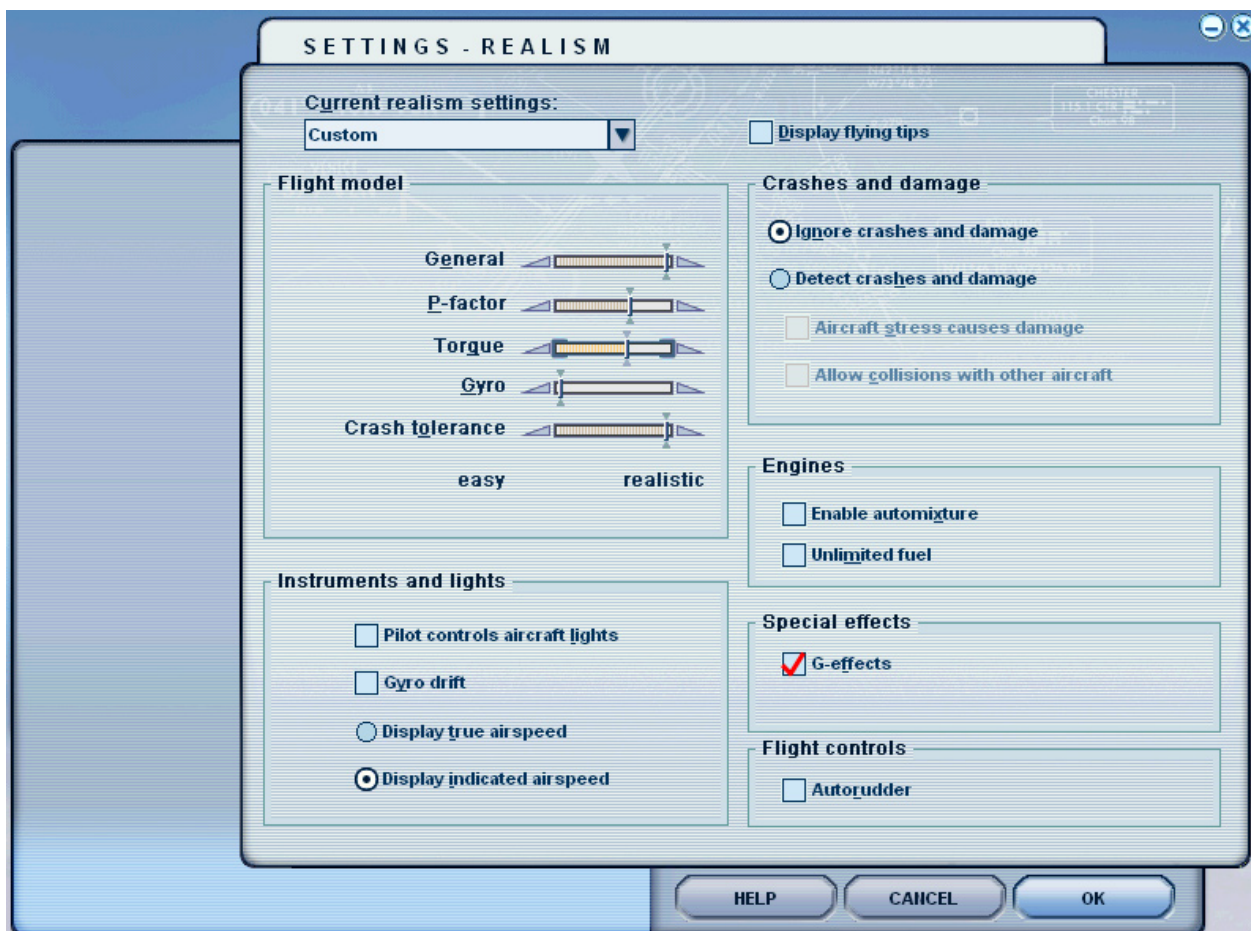 SETTINGS - REALISM
Current realism settings:
Custom
Display flying tips
Flight model
General
P-factor
Torque
Gyro
Crash tolerance
easy realistic
Crashes and damage
Ignore crashes and damage
Detect crashes and damage
Aircraft stress causes damage
Allow collisions with other aircraft
Engines
Enable automixture
Unlimited fuel
Instruments and lights
Pilot controls aircraft lights
Gyro drift
Display true airspeed
Display indicated airspeed
Special effects
G-effects
Flight controls
Autorudder
HELP CANCEL OK
CHESTER